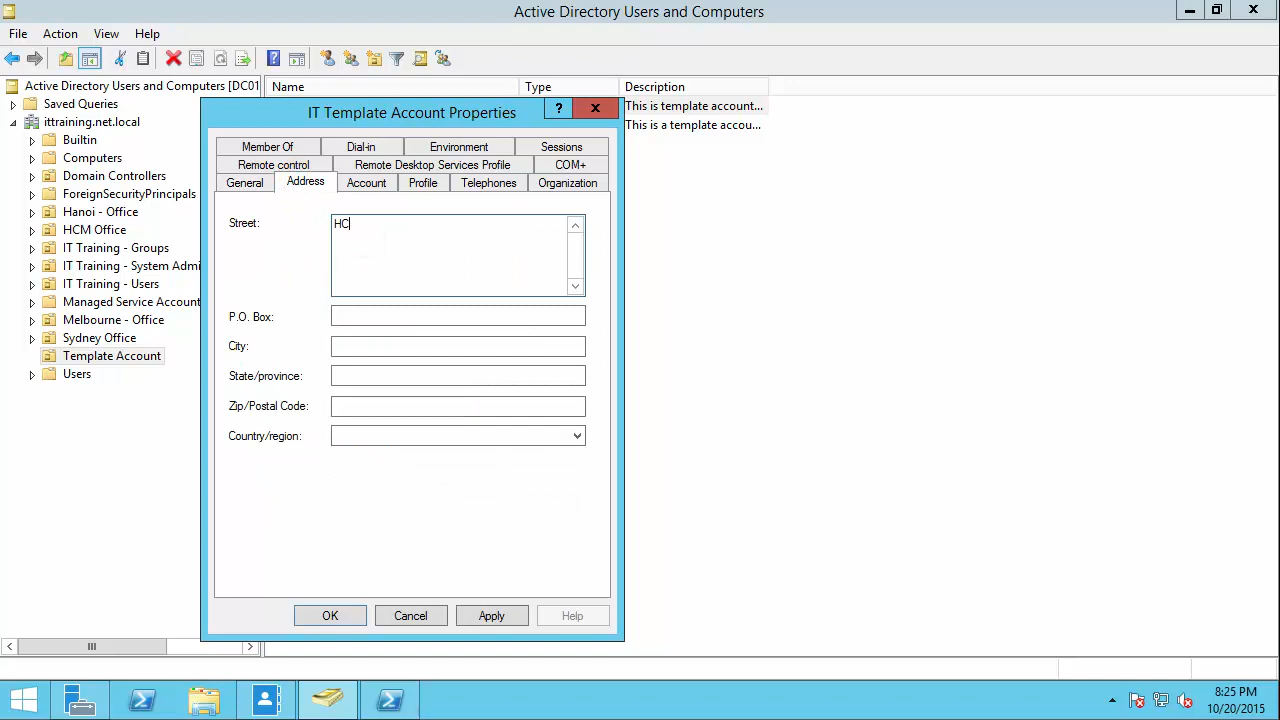 Active Directory Users and Computers
File Action View Help
Active Directory Users and Computers [DC01
Name Type Description
Saved Queries
ittraining.net.local
Builtin
Computers
Domain Controllers
ForeignSecurityPrincipals
Hanoi - Office
HCM Office
IT Training - Groups
IT Training - System Admi
IT Training - Users
Managed Service Account
Melbourne - Office
Sydney Office
Template Account
Users
This is template account...
This is a template accou...
IT Template Account Properties
?
Member Of Dial-in Environment Sessions
Remote control Remote Desktop Services Profile COM+
General Address Account Profile Telephones Organization
Street: HC
P.O. Box:
City:
State/province:
Zip/Postal Code:
Country/region:
OK Cancel Apply Help
8:25 PM
10/20/2015